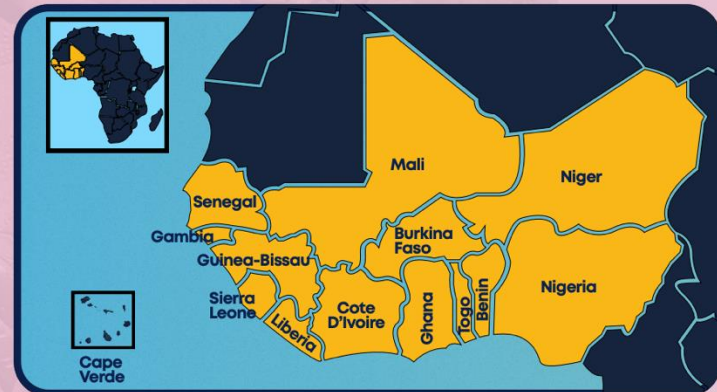 Mali
Niger
Senegal
Gambia
Burkina
Faso
Guinea-Bissau
Nigeria
Sierra
Leone
Liberia
Cote
D'Ivoire
Ghana
Togo
Benin
Cape
Verde